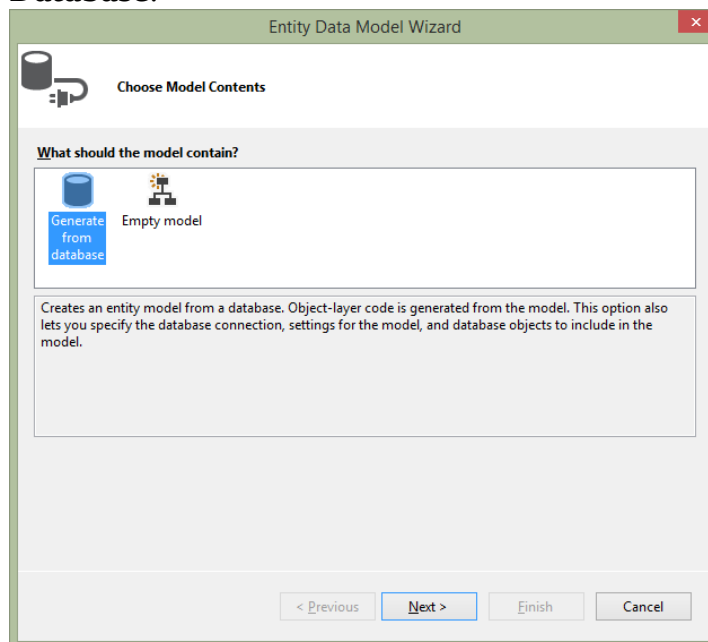 Database.
Entity Data Model Wizard
Choose Model Contents
What should the model contain?
Generate
from
database
Empty model
Creates an entity model from a database. Object-layer code is generated from the model. This option also
lets you specify the database connection, settings for the model, and database objects to include in the
model.
< Previous
Next >
Finish
Cancel